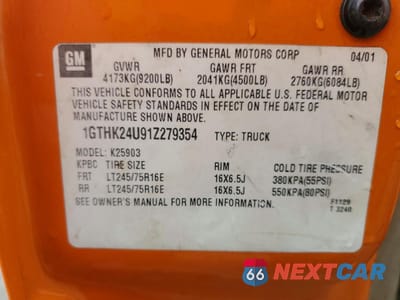 GM
MFD BY GENERAL MOTORS CORP 04/01
GVWR GAWR FRT GAWR RR
4173KG(9200LB) 2041KG(4500LB) 2760KG(6084LB)
THIS VEHICLE CONFORMS TO ALL APPLICABLE U.S. FEDERAL MOTOR
VEHICLE SAFETY STANDARDS IN EFFECT ON THE DATE OF
MANUFACTURE SHOWN ABOVE.
1GTHK24U91Z279354 TYPE: TRUCK
MODEL: K25903
KPBC TIRE SIZE RIM COLD TIRE PRESSURE
FRT LT245/75R16E 16X6.5J 380KPA(55PSI)
RR LT245/75R16E 16X6.5J 550KPA(80PSI)
SEE OWNER'S MANUAL FOR MORE INFORMATION. F1129
T 3240
66 NEXTCAR